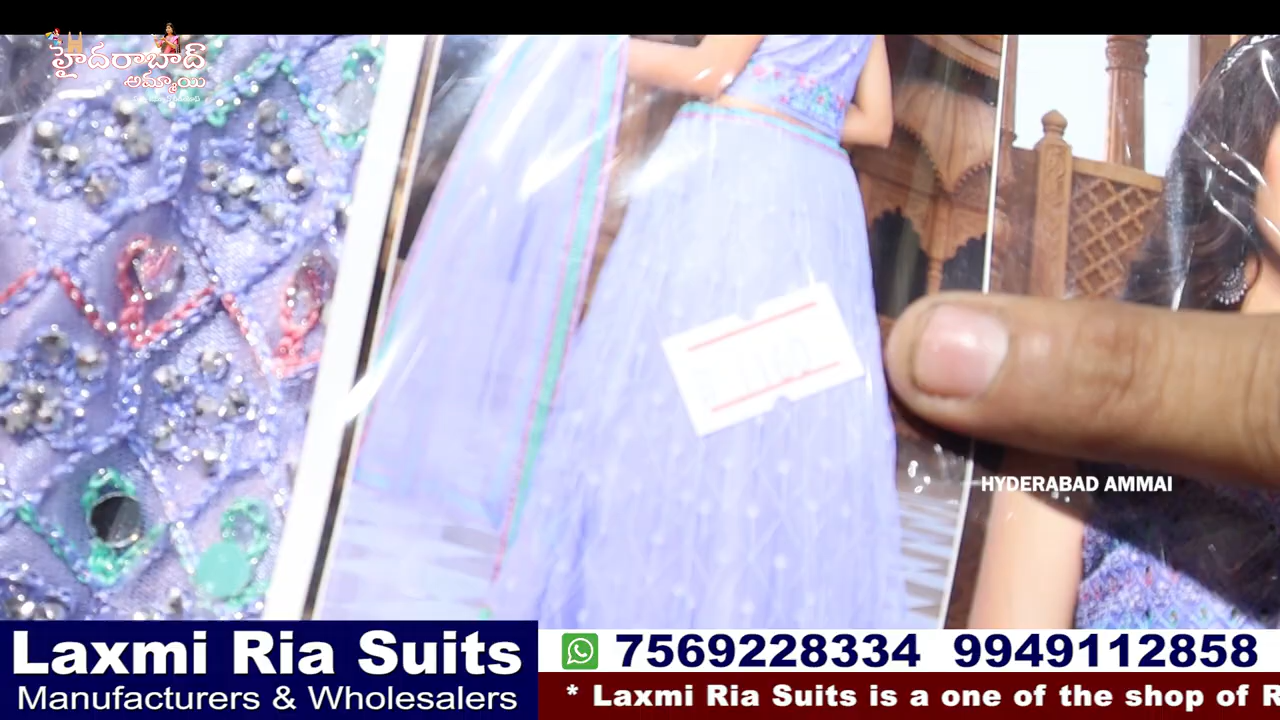 హైదరాబాద్
అమ్మాయి
HYDERABAD AMMAI
Laxmi Ria Suits
Manufacturers & Wholesalers
7569228334 9949112858
* Laxmi Ria Suits is a one of the shop of R